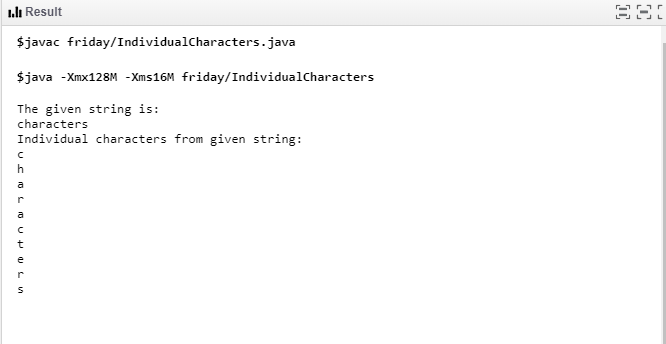 Result
$javac friday/IndividualCharacters.java
$java -Xmx128M -Xms16M friday/IndividualCharacters
The given string is:
characters
Individual characters from given string:
c
h
a
r
a
c
t
e
r
s